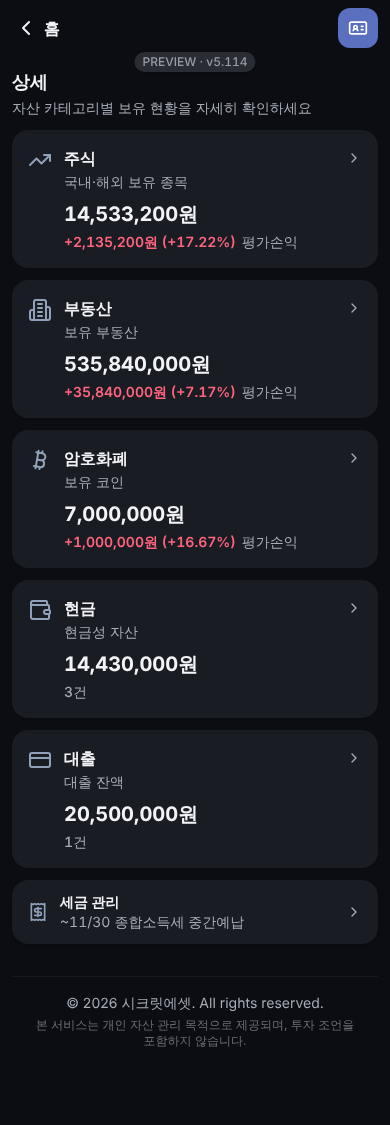 홈
PREVIEW · v5.114
상세
자산 카테고리별 보유 현황을 자세히 확인하세요
주식
국내·해외 보유 종목
14,533,200원
+2,135,200원 (+17.22%) 평가손익
부동산
보유 부동산
535,840,000원
+35,840,000원 (+7.17%) 평가손익
암호화폐
보유 코인
7,000,000원
+1,000,000원 (+16.67%) 평가손익
현금
현금성 자산
14,430,000원
3건
대출
대출 잔액
20,500,000원
1건
세금 관리
~11/30 종합소득세 중간예납
© 2026 시크릿에셋. All rights reserved.
본 서비스는 개인 자산 관리 목적으로 제공되며, 투자 조언을
포함하지 않습니다.